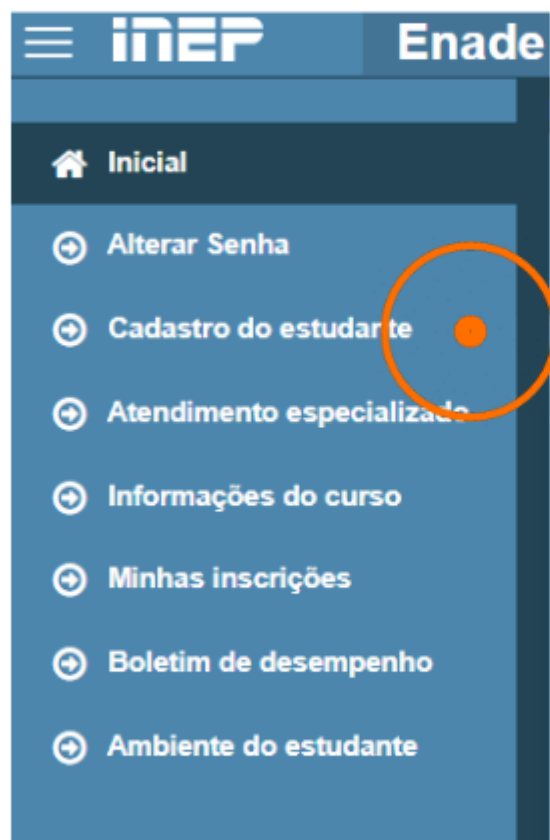 inep Enade
Inicial
Alterar Senha
Cadastro do estudante
Atendimento especializado
Informações do curso
Minhas inscrições
Boletim de desempenho
Ambiente do estudante